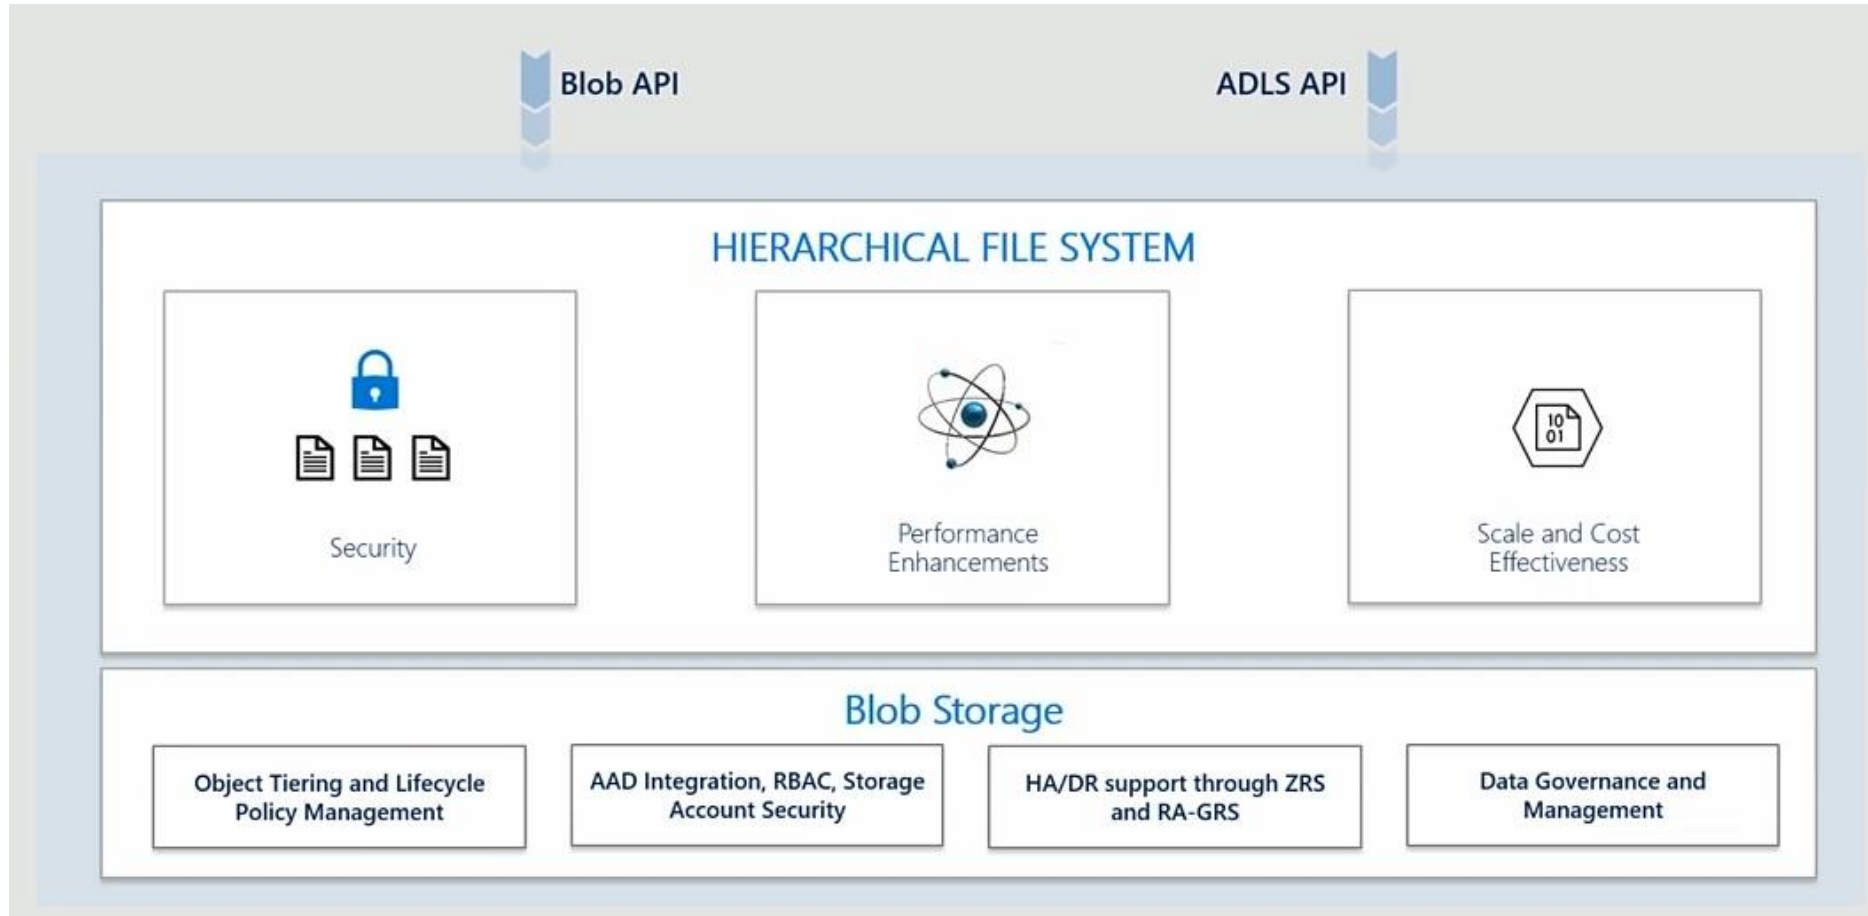 Blob API
ADLS API
HIERARCHICAL FILE SYSTEM
10
01
Security
Performance
Enhancements
Scale and Cost
Effectiveness
Blob Storage
Object Tiering and Lifecycle
Policy Management
AAD Integration, RBAC, Storage
Account Security
HA/DR support through ZRS
and RA-GRS
Data Governance and
Management